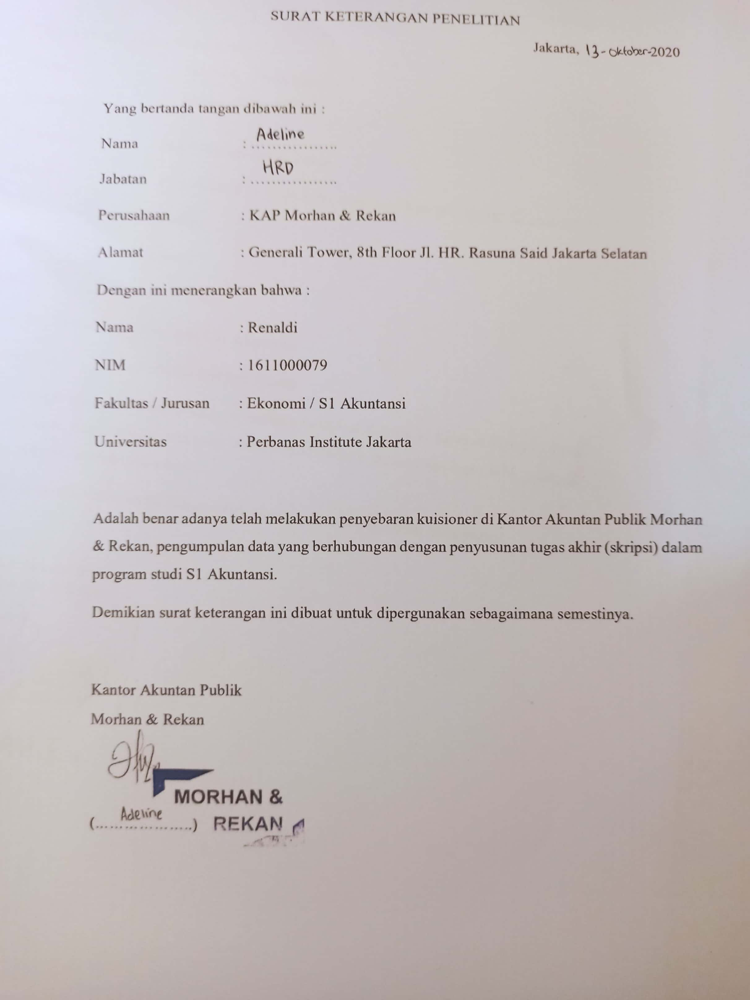 SURAT KETERANGAN PENELITIAN
Jakarta, 13-Oktober-2020
Yang bertanda tangan dibawah ini :
Nama : Adeline
Jabatan : HRD
Perusahaan : KAP Morhan & Rekan
Alamat : Generali Tower, 8th Floor Jl. HR. Rasuna Said Jakarta Selatan
Dengan ini menerangkan bahwa :
Nama : Renaldi
NIM : 1611000079
Fakultas / Jurusan : Ekonomi / S1 Akuntansi
Universitas : Perbanas Institute Jakarta
Adalah benar adanya telah melakukan penyebaran kuisioner di Kantor Akuntan Publik Morhan
& Rekan, pengumpulan data yang berhubungan dengan penyusunan tugas akhir (skripsi) dalam
program studi S1 Akuntansi.
Demikian surat keterangan ini dibuat untuk dipergunakan sebagaimana semestinya.
Kantor Akuntan Publik
Morhan & Rekan
MORHAN &
REKAN
(Adeline)